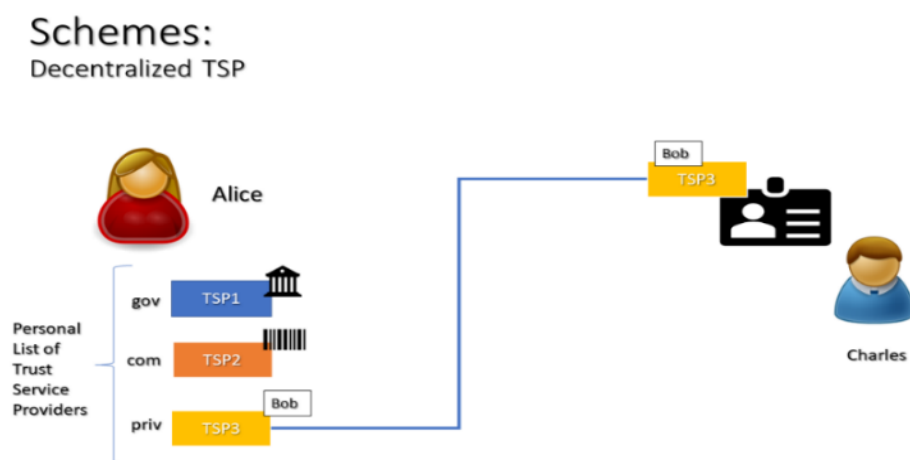 Schemes:
Decentralized TSP
Bob
TSP3
Alice
gov
TSP1
Personal
List of
Trust
Service
Providers
com
TSP2
Charles
Bob
priv
TSP3